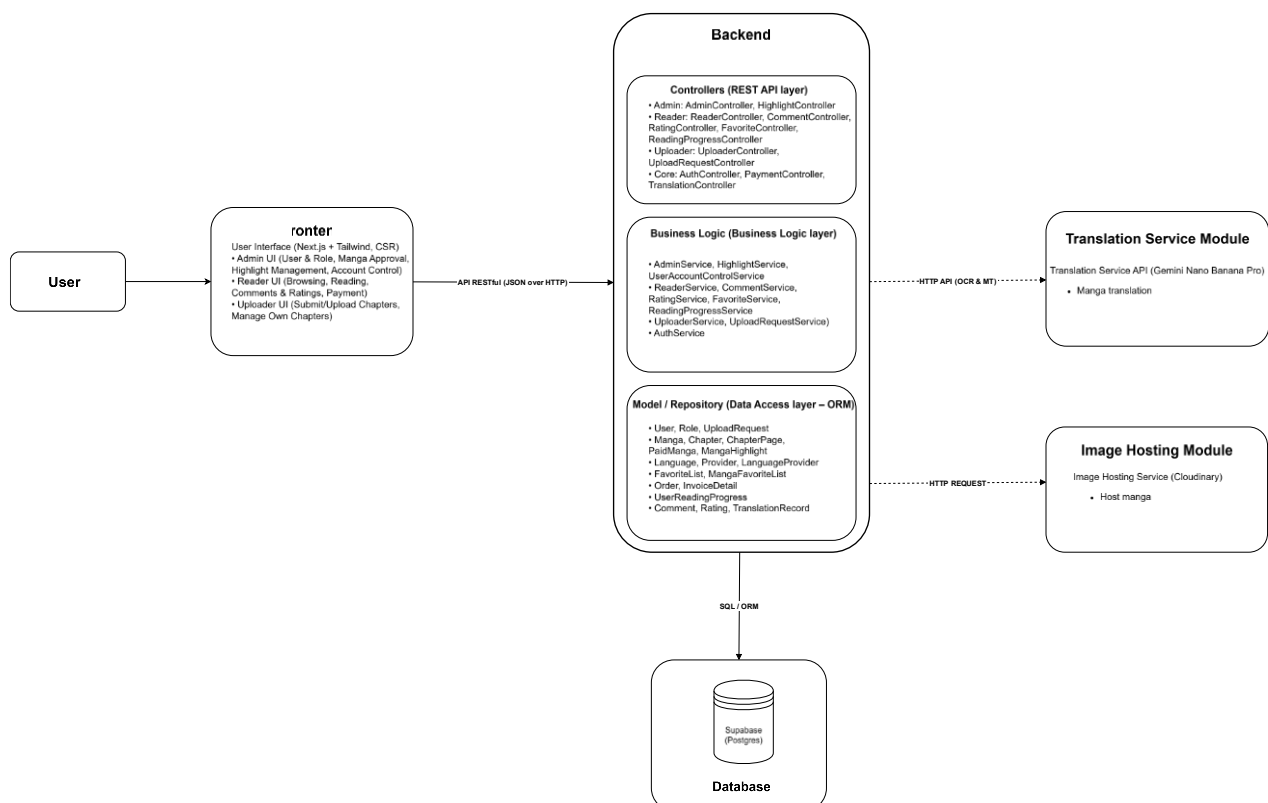 Backend
Controllers (REST API layer)
• Admin: AdminController, HighlightController
• Reader: ReaderController, CommentController,
RatingController, FavoriteController,
ReadingProgressController
• Uploader: UploaderController,
UploadRequestController
• Core: AuthController, PaymentController,
TranslationController
Business Logic (Business Logic layer)
• AdminService, HighlightService,
UserAccountControlService
• ReaderService, CommentService,
RatingService, FavoriteService,
ReadingProgressService
• UploaderService, UploadRequestService)
• AuthService
Model / Repository (Data Access layer – ORM)
• User, Role, UploadRequest
• Manga, Chapter, ChapterPage,
PaidManga, MangaHighlight
• Language, Provider, LanguageProvider
• FavoriteList, MangaFavoriteList
• Order, InvoiceDetail
• UserReadingProgress
• Comment, Rating, TranslationRecord
User
ronter
User Interface (Next.js + Tailwind, CSR)
• Admin UI (User & Role, Manga Approval,
Highlight Management, Account Control)
• Reader UI (Browsing, Reading,
Comments & Ratings, Payment)
• Uploader UI (Submit/Upload Chapters,
Manage Own Chapters)
API RESTful (JSON over HTTP)
HTTP API (OCR & MT)
Translation Service Module
Translation Service API (Gemini Nano Banana Pro)
• Manga translation
HTTP REQUEST
Image Hosting Module
Image Hosting Service (Cloudinary)
• Host manga
SQL / ORM
Supabase
(Postgres)
Database